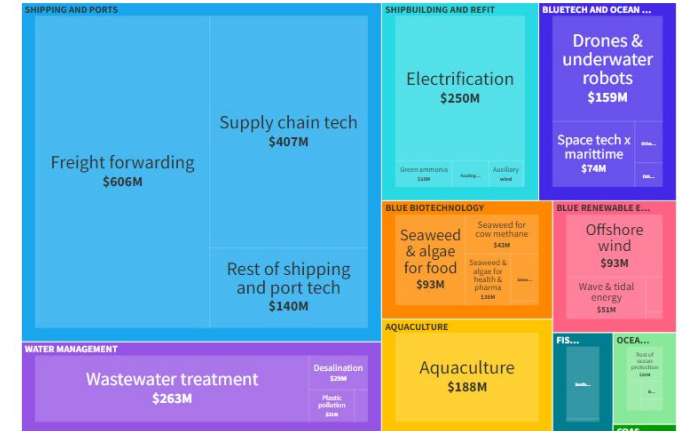 SHIPPING AND PORTS
Freight forwarding
$606M
Supply chain tech
$407M
Rest of shipping
and port tech
$140M
WATER MANAGEMENT
Wastewater treatment
$263M
Desalination
$29M
Plastic
pollution
SHIPBUILDING AND REFIT
Electrification
$250M
Green ammonia
Auxiliary
wind
BLUETECH AND OCEAN ...
Drones &
underwater
robots
$159M
Space tech x
marittime
$74M
BLUE BIOTECHNOLOGY
Seaweed
& algae
for food
$93M
Seaweed for
cow methane
$43M
Seaweed &
algae for
health &
pharma
BLUE RENEWABLE E...
Offshore
wind
$93M
Wave & tidal
energy
$51M
AQUACULTURE
Aquaculture
$188M
FIS...
OCEA...
Rest of
ocean
protection